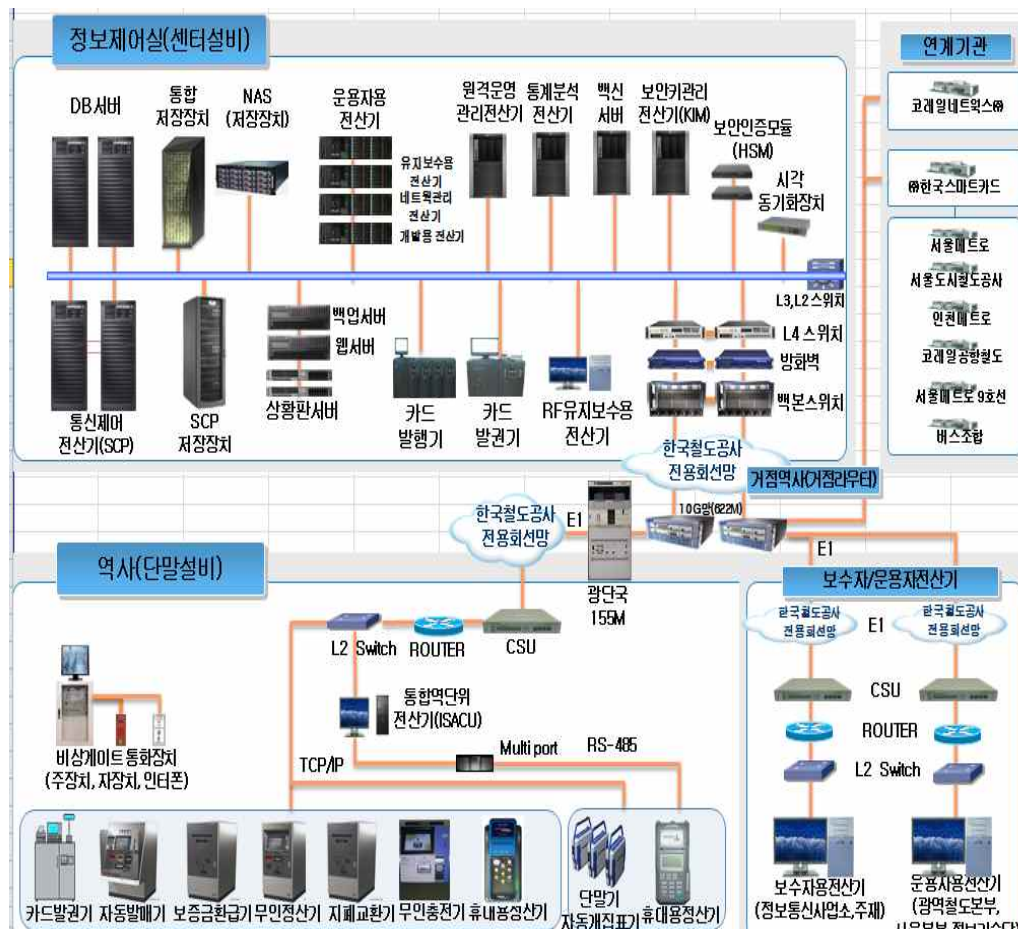 정보제어실(센터설비)
연계기관
DB서버
통합
저장장치
NAS
(저장장치)
운용자용
전산기
유지보수용
전산기
네트웍관리
전산기
개발용 전산기
원격운명
관리전산기
통계분석
전산기
백신
서버
보안키관리
전산기(KIM)
보안인증모듈
(HSM)
시각
동기화장치
코레일네트웍스㈜
㈜한국스마트카드
서울메트로
서울도시철도공사
인천메트로
코레일공항철도
서울메트로 9호선
버스조합
L3,L2스위치
L4스위치
방화벽
백본스위치
통신제어
전산기(SCP)
SCP
저장장치
백업서버
웹서버
상황판서버
카드
발행기
카드
발권기
RF유지보수용
전산기
한국철도공사
전용회선망
거점역사(거점라우터)
10G망(622M)
한국철도공사
전용회선망
E1
광단국
155M
E1
역사(단말설비)
보수자/운용자전산기
L2 Switch
ROUTER
CSU
통합역단위
전산기(ISACU)
Multi port
RS-485
TCP/IP
비상게이트 통화장치
(주장치, 자장치, 인터폰)
카드발권기
자동발매기
보증금환급기
무인정산기
지폐교환기
무인충전기
휴대용정산기
단말기
자동개집표기
휴대용정산기
한국철도공사
전용회선망
E1
한국철도공사
전용회선망
CSU
ROUTER
L2 Switch
보수자용전산기
(정보통신사업소,주재)
운용사용전산기
(광역철도본부,